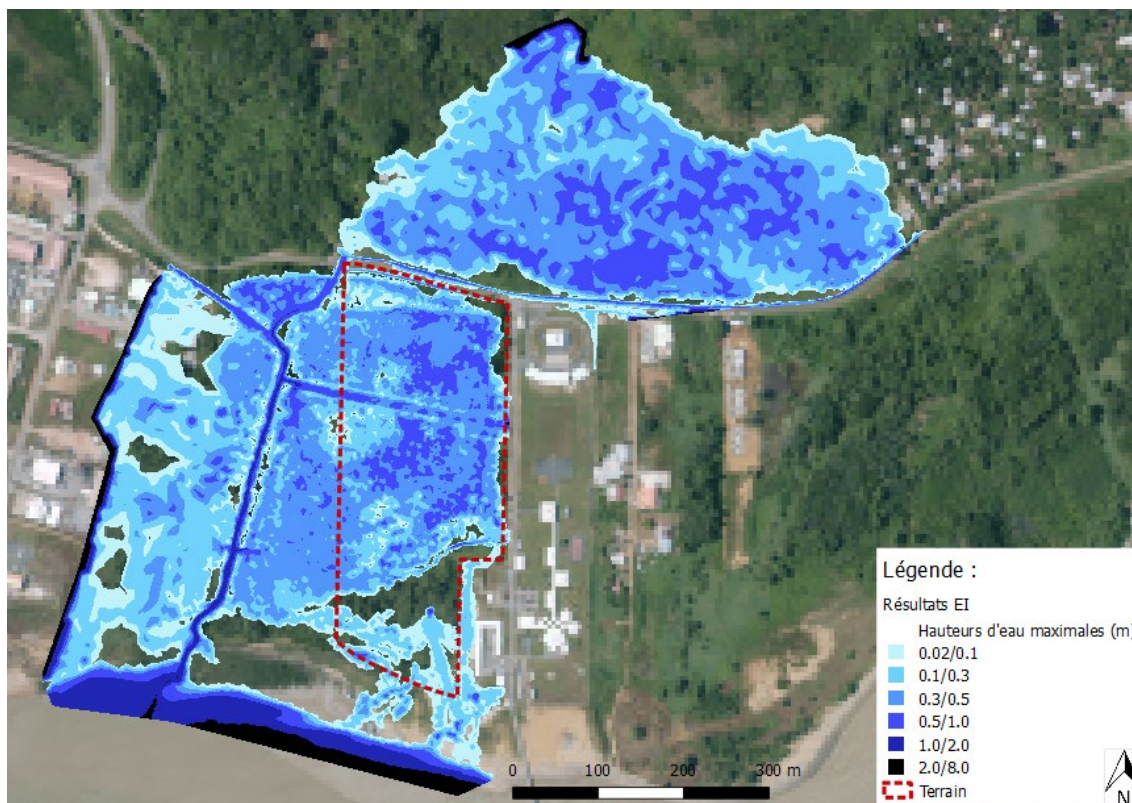 Légende :
Résultats EI
Hauteurs d'eau maximales (m)
0.02/0.1
0.1/0.3
0.3/0.5
0.5/1.0
1.0/2.0
2.0/8.0
Terrain
0 100 200 300 m
N